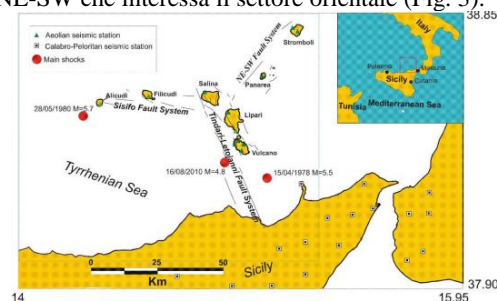 NE-SW che interessa il settore orientale (Fig. 3).
38.85
Aeolian seismic station
Calabro-Peloritan seismic station
Main shocks
Stromboli
NE-SW Fault System
Panarea
Italy
Palermo
Messina
Sicily
Catania
Tunisia
Mediterranean Sea
Salina
Alicudi
Filicudi
28/05/1980 M=5.7
Sisifo Fault System
Lipari
Tindari-Letojanni Fault System
Vulcano
Tyrrhenian Sea
16/08/2010 M=4.8
15/04/1978 M=5.5
0 25 50
Km
Sicily
37.90
14
15.95